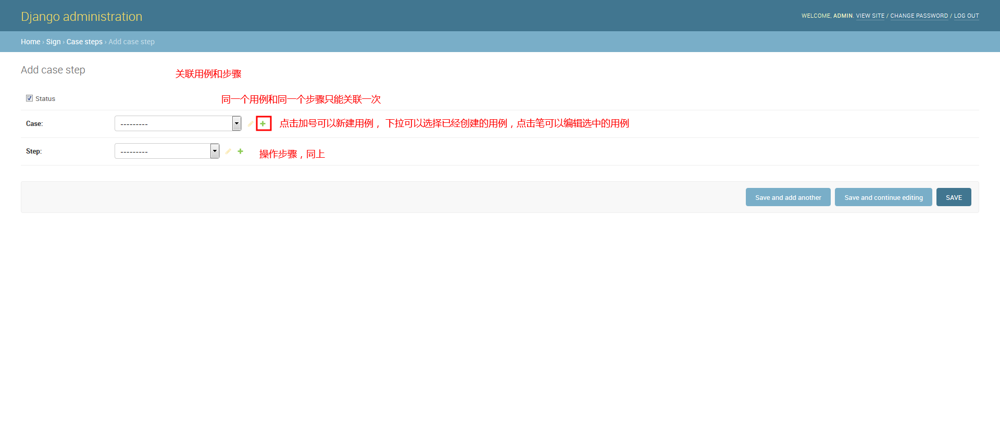 Django administration
WELCOME, ADMIN. VIEW SITE / CHANGE PASSWORD / LOG OUT
Home › Sign › Case steps › Add case step
Add case step
关联用例和步骤
Status
同一个用例和同一个步骤只能关联一次
Case:
---------
点击加号可以新建用例， 下拉可以选择已经创建的用例，点击笔可以编辑选中的用例
Step:
---------
操作步骤，同上
Save and add another
Save and continue editing
SAVE